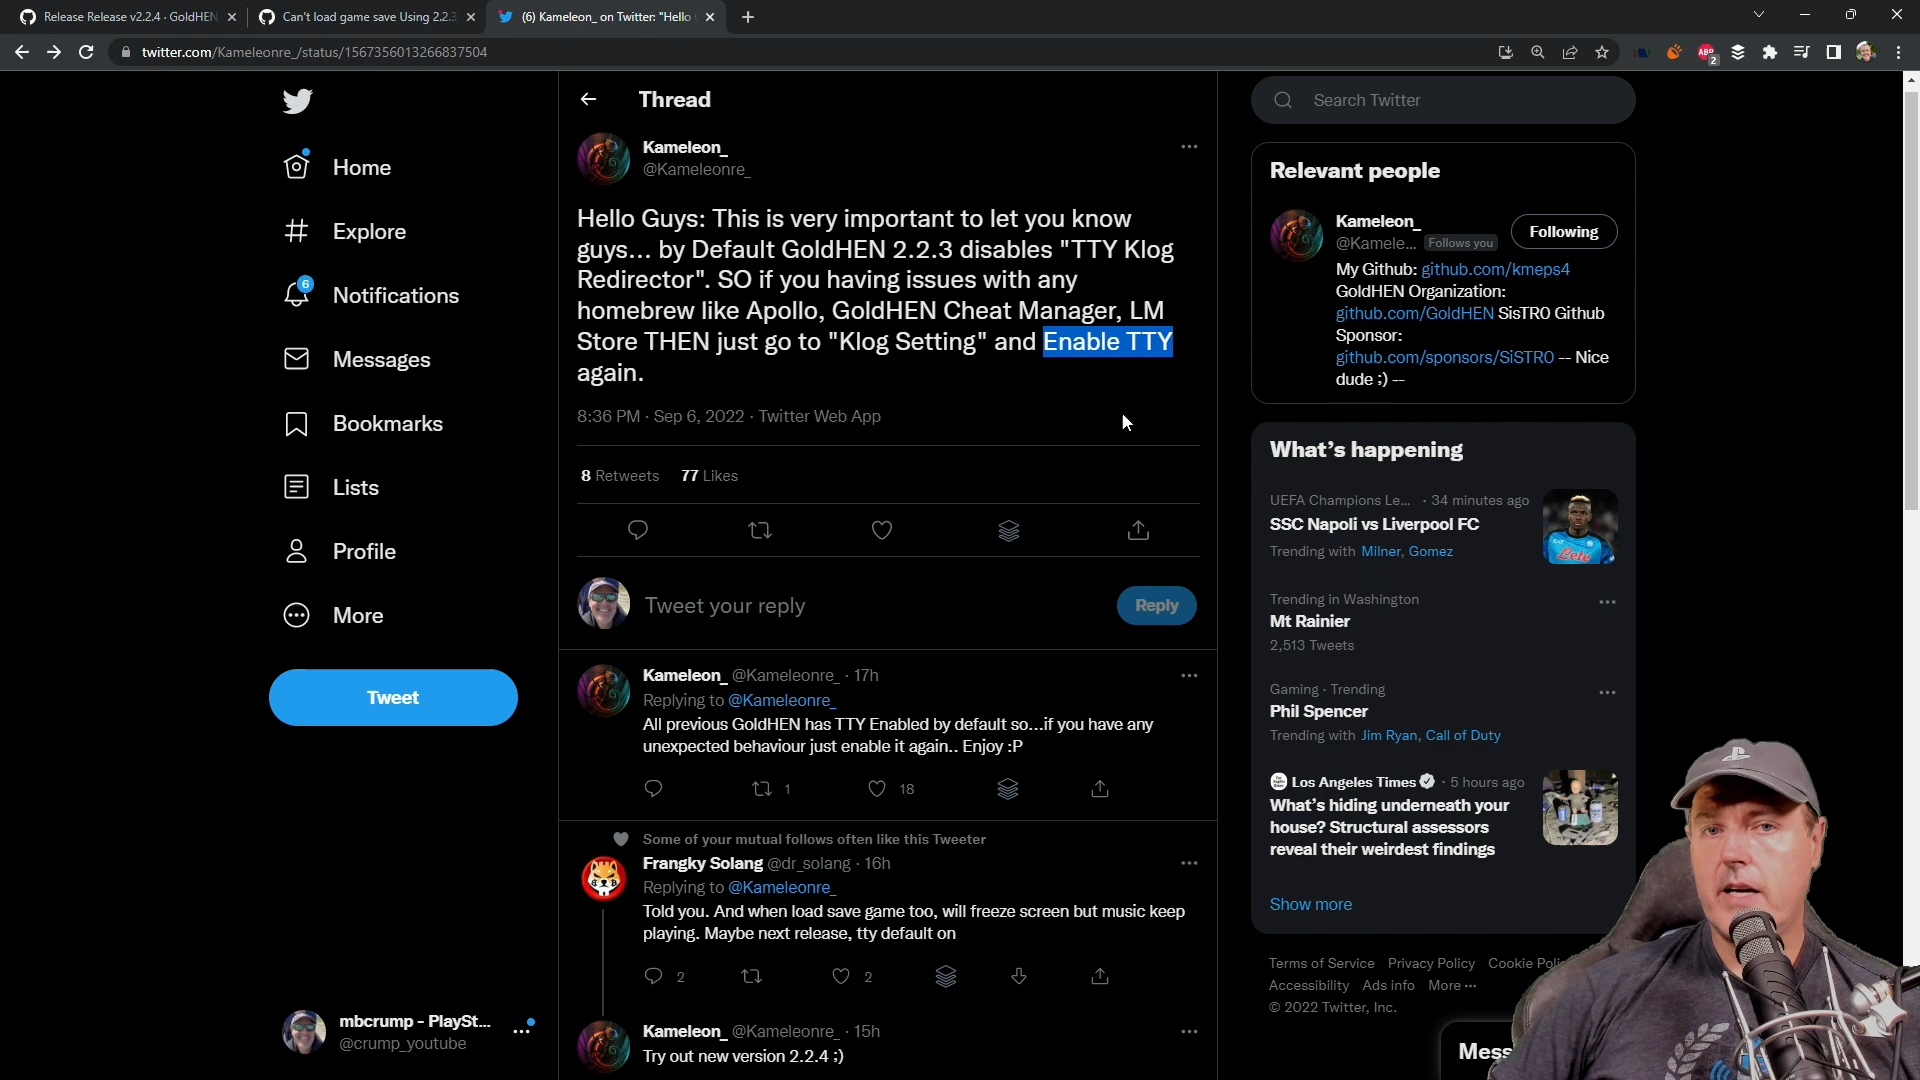 Release Release v2.2.4 · GoldHEN
Can't load game save Using 2.2.3
(6) Kameleon_ on Twitter: "Hello
twitter.com/Kameleonre_/status/1567356013266837504
ABP
2
Home
Explore
6
Notifications
Messages
Bookmarks
Lists
Profile
More
Tweet
mbcrump - PlaySt...
@crump_youtube
Thread
Kameleon_
@Kameleonre_
Hello Guys: This is very important to let you know
guys... by Default GoldHEN 2.2.3 disables "TTY Klog
Redirector". SO if you having issues with any
homebrew like Apollo, GoldHEN Cheat Manager, LM
Store THEN just go to "Klog Setting" and Enable TTY
again.
8:36 PM · Sep 6, 2022 · Twitter Web App
8 Retweets 77 Likes
Tweet your reply
Reply
Kameleon_ @Kameleonre_ · 17h
Replying to @Kameleonre_
All previous GoldHEN has TTY Enabled by default so...if you have any
unexpected behaviour just enable it again.. Enjoy :P
1 18
Some of your mutual follows often like this Tweeter
Frangky Solang @dr_solang · 16h
Replying to @Kameleonre_
Told you. And when load save game too, will freeze screen but music keep
playing. Maybe next release, tty default on
2 2
Kameleon_ @Kameleonre_ · 15h
Try out new version 2.2.4 ;)
Search Twitter
Relevant people
Kameleon_
@Kamele... Follows you
Following
My Github: github.com/kmeps4
GoldHEN Organization:
github.com/GoldHEN SisTRO Github
Sponsor:
github.com/sponsors/SiSTRO -- Nice
dude ;) --
What's happening
UEFA Champions Le... · 34 minutes ago
SSC Napoli vs Liverpool FC
Trending with Milner, Gomez
Lete
Trending in Washington
Mt Rainier
2,513 Tweets
Gaming · Trending
Phil Spencer
Trending with Jim Ryan, Call of Duty
Los Angeles Times · 5 hours ago
What's hiding underneath your
house? Structural assessors
reveal their weirdest findings
Show more
Terms of Service Privacy Policy Cookie Poli
Accessibility Ads info More ···
© 2022 Twitter, Inc.
Mess